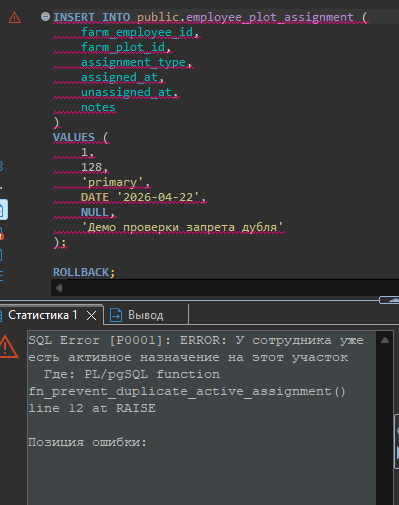 INSERT INTO public.employee_plot_assignment (
farm_employee_id,
farm_plot_id,
assignment_type,
assigned_at,
unassigned_at,
notes
)
VALUES (
1,
128,
'primary',
DATE '2026-04-22',
NULL,
'Демо проверки запрета дубля'
);
ROLLBACK;
Статистика 1
Вывод
SQL Error [P0001]: ERROR: У сотрудника уже
есть активное назначение на этот участок
Где: PL/pgSQL function
fn_prevent_duplicate_active_assignment()
line 12 at RAISE
Позиция ошибки: